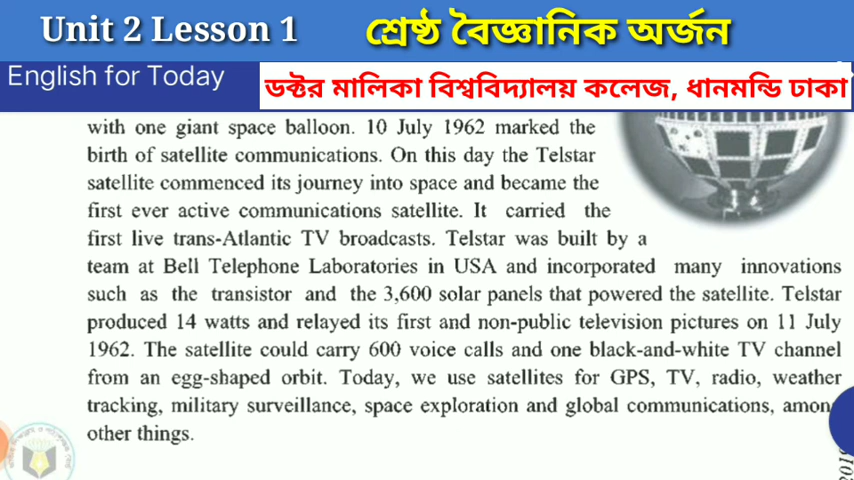 Unit 2 Lesson 1 শ্রেষ্ঠ বৈজ্ঞানিক অর্জন
English for Today
ডক্টর মালিকা বিশ্ববিদ্যালয় কলেজ, ধানমন্ডি ঢাকা
with one giant space balloon. 10 July 1962 marked the
birth of satellite communications. On this day the Telstar
satellite commenced its journey into space and became the
first ever active communications satellite. It carried the
first live trans-Atlantic TV broadcasts. Telstar was built by a
team at Bell Telephone Laboratories in USA and incorporated many innovations
such as the transistor and the 3,600 solar panels that powered the satellite. Telstar
produced 14 watts and relayed its first and non-public television pictures on 11 July
1962. The satellite could carry 600 voice calls and one black-and-white TV channel
from an egg-shaped orbit. Today, we use satellites for GPS, TV, radio, weather
tracking, military surveillance, space exploration and global communications, among
other things.